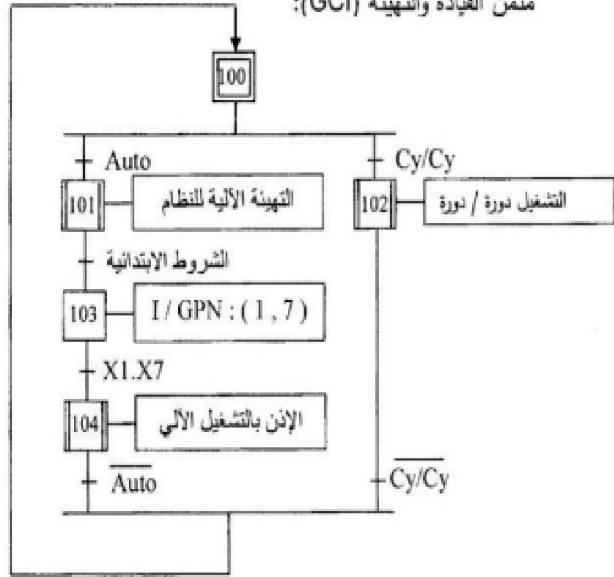 متمن القيادة والتهيئة (GCI):
100
Auto
Cy/Cy
101
التهيئة الآلية للنظام
102
التشغيل دورة / دورة
الشروط الابتدائية
103
I / GPN : ( 1 , 7 )
X1.X7
104
الإذن بالتشغيل الآلي
Auto
Cy/Cy